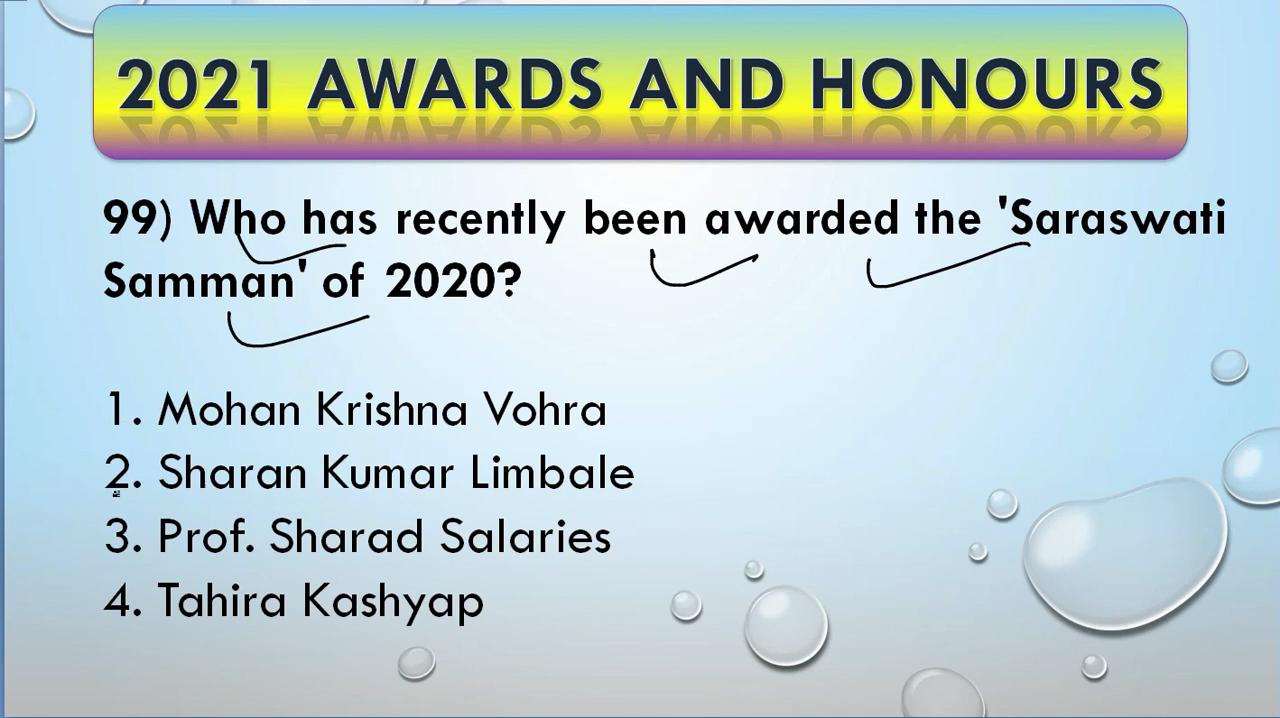 2021 AWARDS AND HONOURS
99) Who has recently been awarded the 'Saraswati
Samman' of 2020?
1. Mohan Krishna Vohra
2. Sharan Kumar Limbale
3. Prof. Sharad Salaries
4. Tahira Kashyap